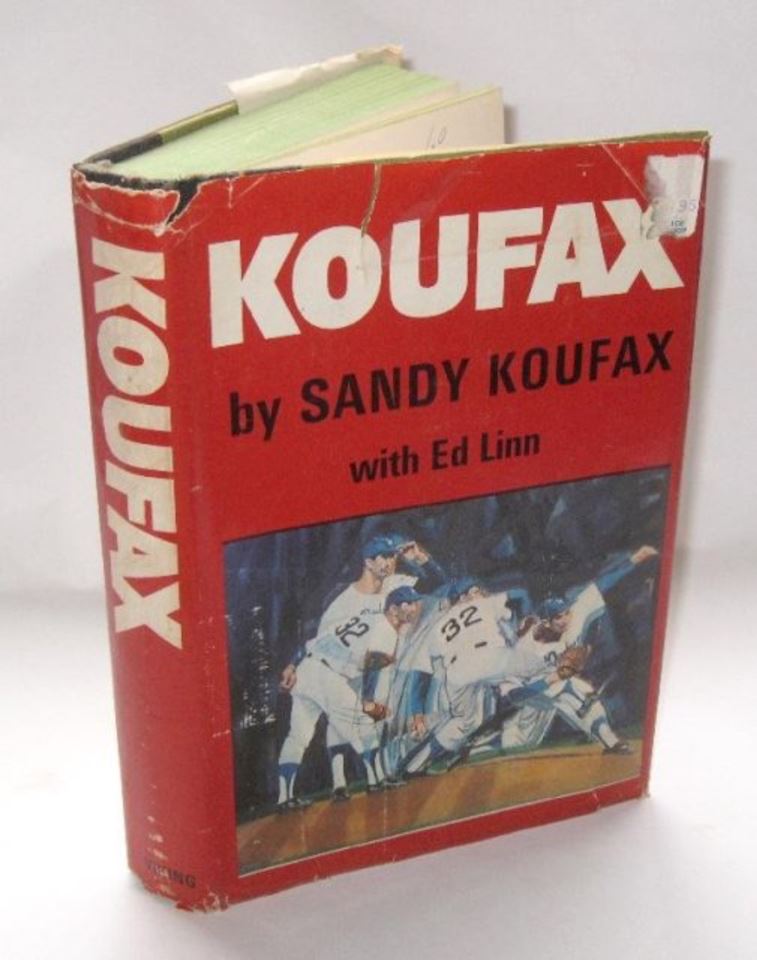 KOUFAX
by SANDY KOUFAX
with Ed Linn
32
32
KOUFAX
VIKING